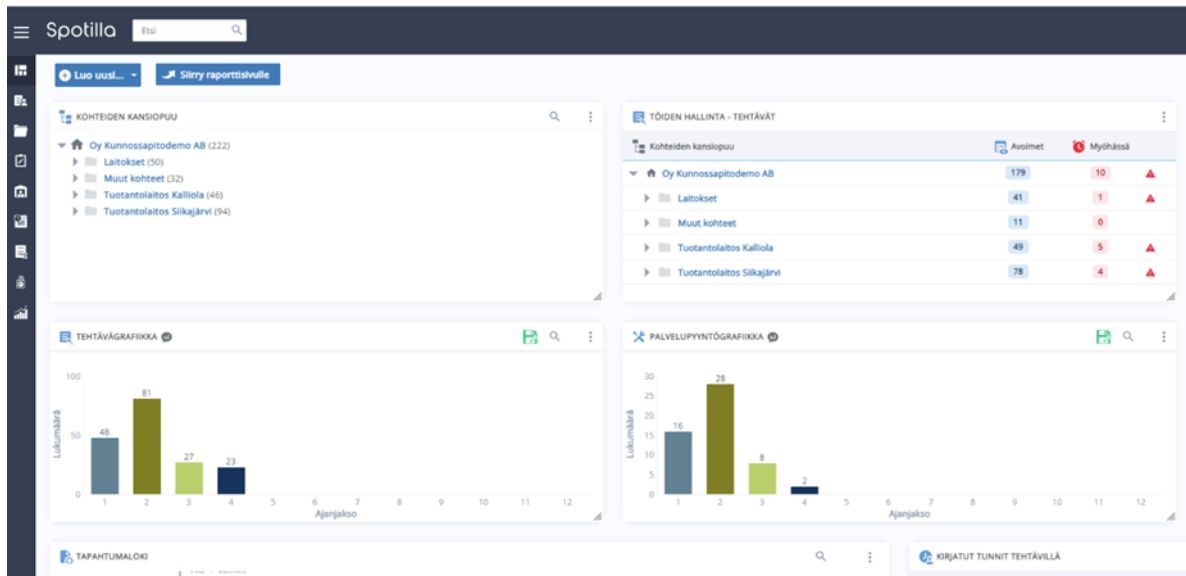 Spotilla
Etsi
Luo uusi...
Siirry raporttisivulle
KOHTEIDEN KANSIOPUU
Oy Kunnossapitodemo AB (222)
Laitokset (50)
Muut kohteet (32)
Tuotantolaitos Kalliola (46)
Tuotantolaitos Siikajärvi (94)
TÖIDEN HALLINTA - TEHTÄVÄT
Kohteiden kansiopuu Avoimet Myöhässä
Oy Kunnossapitodemo AB 179 10
Laitokset 41 1
Muut kohteet 11 0
Tuotantolaitos Kalliola 49 5
Tuotantolaitos Siikajärvi 78 4
TEHTÄVÄGRAFIIKKA
100
50
0
Lukumäärä
48 81 27 23
1 2 3 4 5 6 7 8 9 10 11 12
Ajanjakso
PALVELUPYYNTÖGRAFIIKKA
30
25
20
15
10
5
0
Lukumäärä
16 28 8 2
1 2 3 4 5 6 7 8 9 10 11 12
Ajanjakso
TAPAHTUMALOKI
KIRJATUT TUNNIT TEHTÄVILLÄ